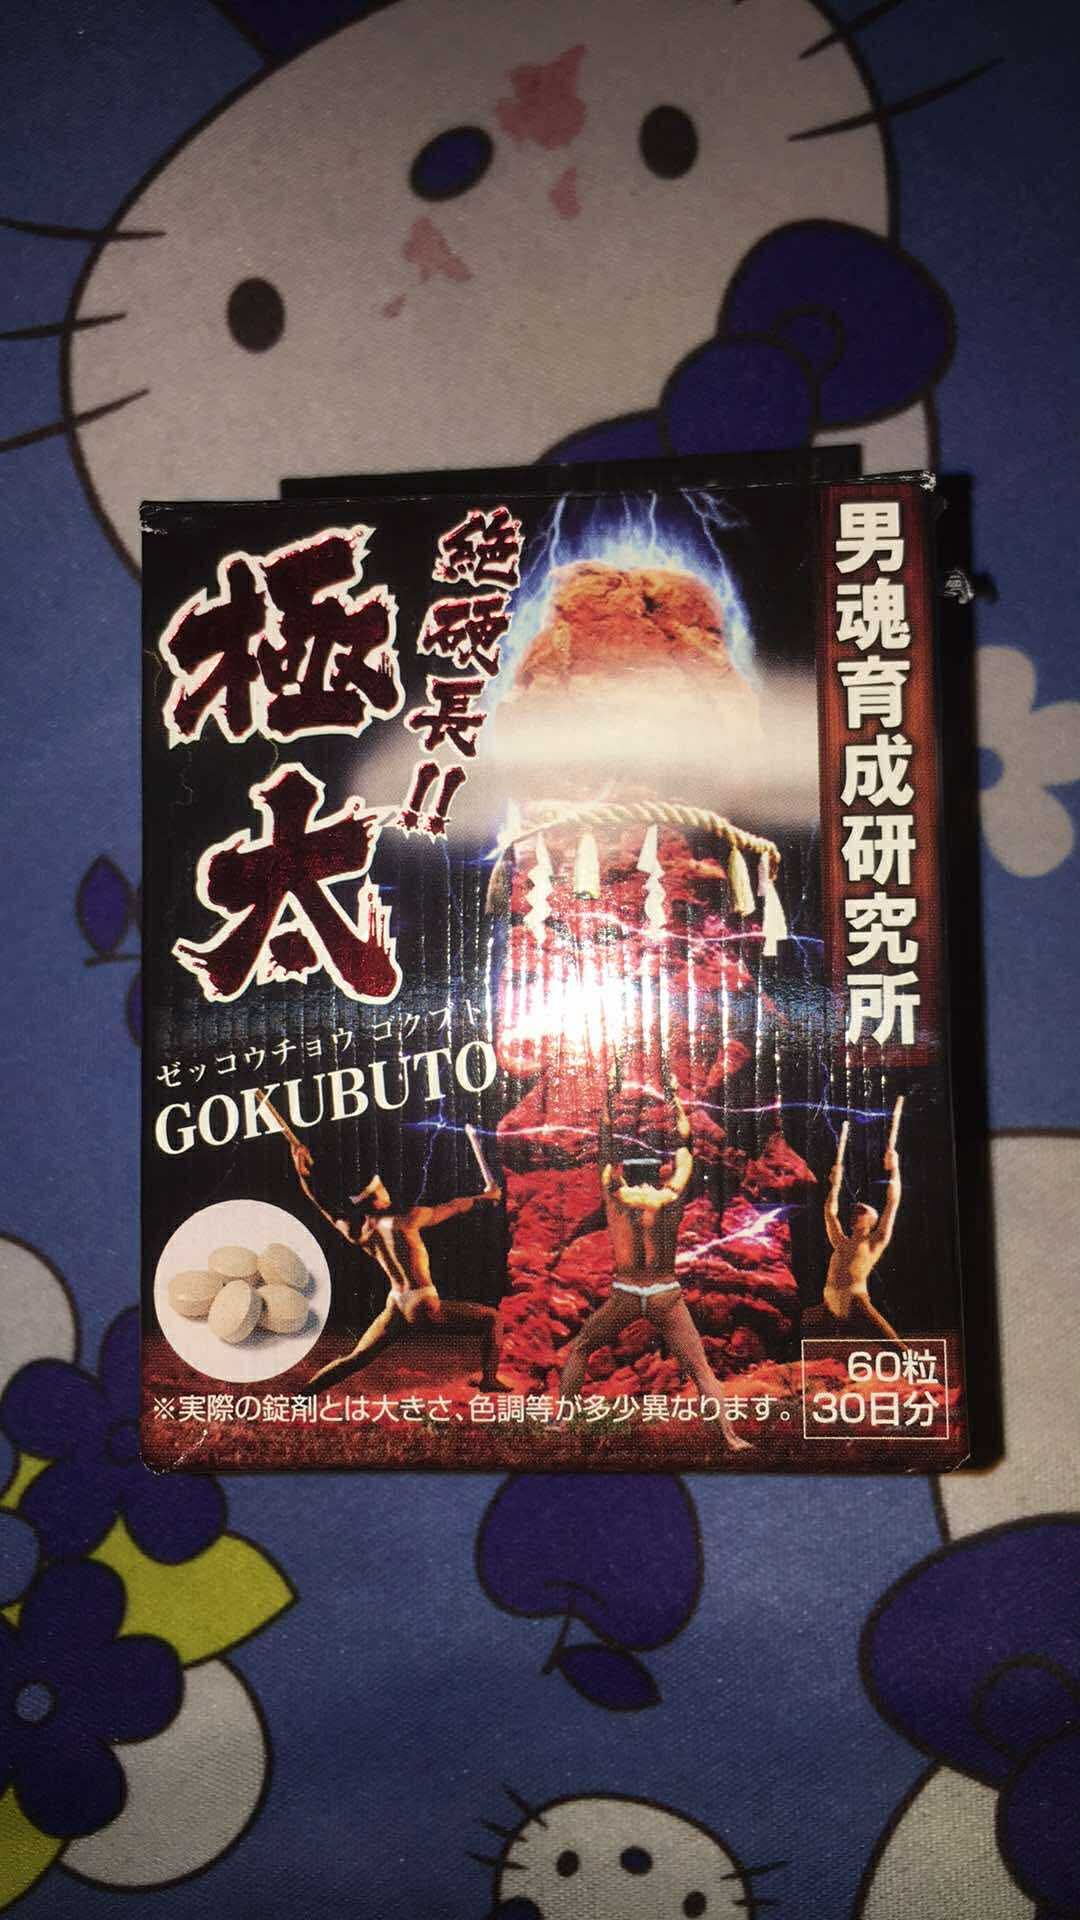 男魂育成研究所
絶硬長!!
極太
ゼッコウチョウ ゴクブト
GOKUBUTO
60粒
30日分
※実際の錠剤とは大きさ、色調等が多少異なります。